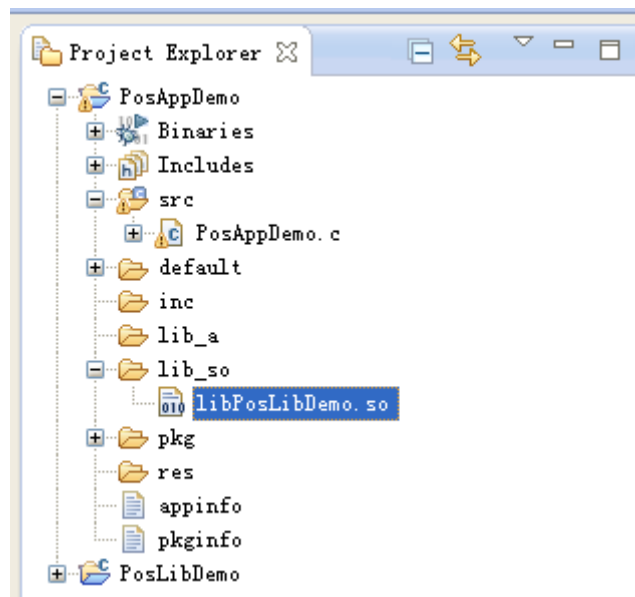 Project Explorer
PosAppDemo
Binaries
Includes
src
PosAppDemo.c
default
inc
lib_a
lib_so
libPosLibDemo.so
pkg
res
appinfo
pkginfo
PosLibDemo